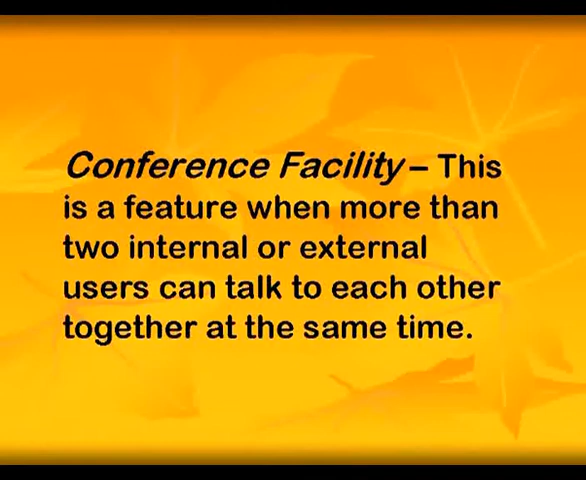 Conference Facility – This
is a feature when more than
two internal or external
users can talk to each other
together at the same time.